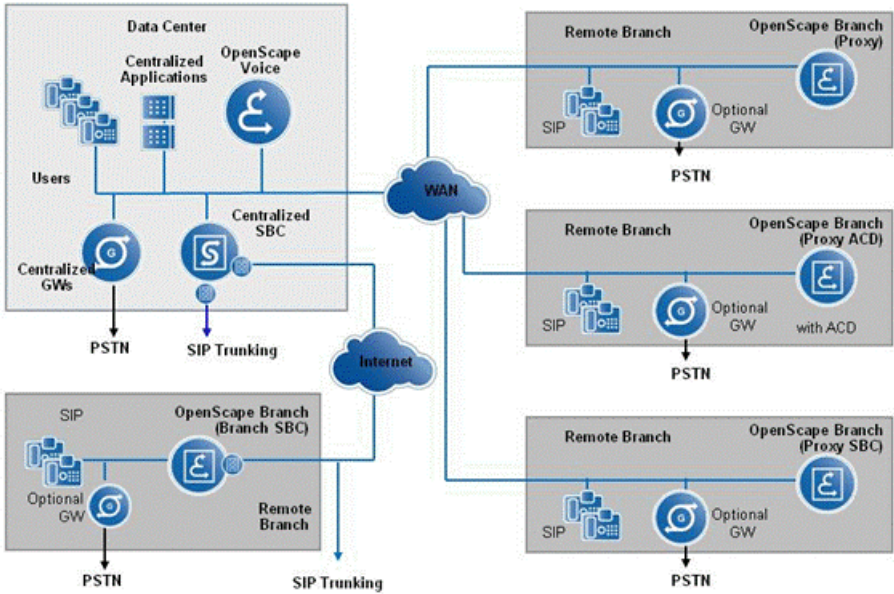 Data Center
Centralized
Applications
OpenScape
Voice
Users
Centralized
SBC
G
Centralized
GWs
PSTN
SIP Trunking
WAN
Internet
Remote Branch
OpenScape Branch
(Proxy)
SIP
G
Optional
GW
PSTN
Remote Branch
OpenScape Branch
(Proxy ACD)
SIP
G
Optional
GW
with ACD
PSTN
Remote Branch
OpenScape Branch
(Proxy SBC)
SIP
G
Optional
GW
PSTN
SIP
OpenScape Branch
(Branch SBC)
Optional
GW
G
Remote
Branch
PSTN
SIP Trunking